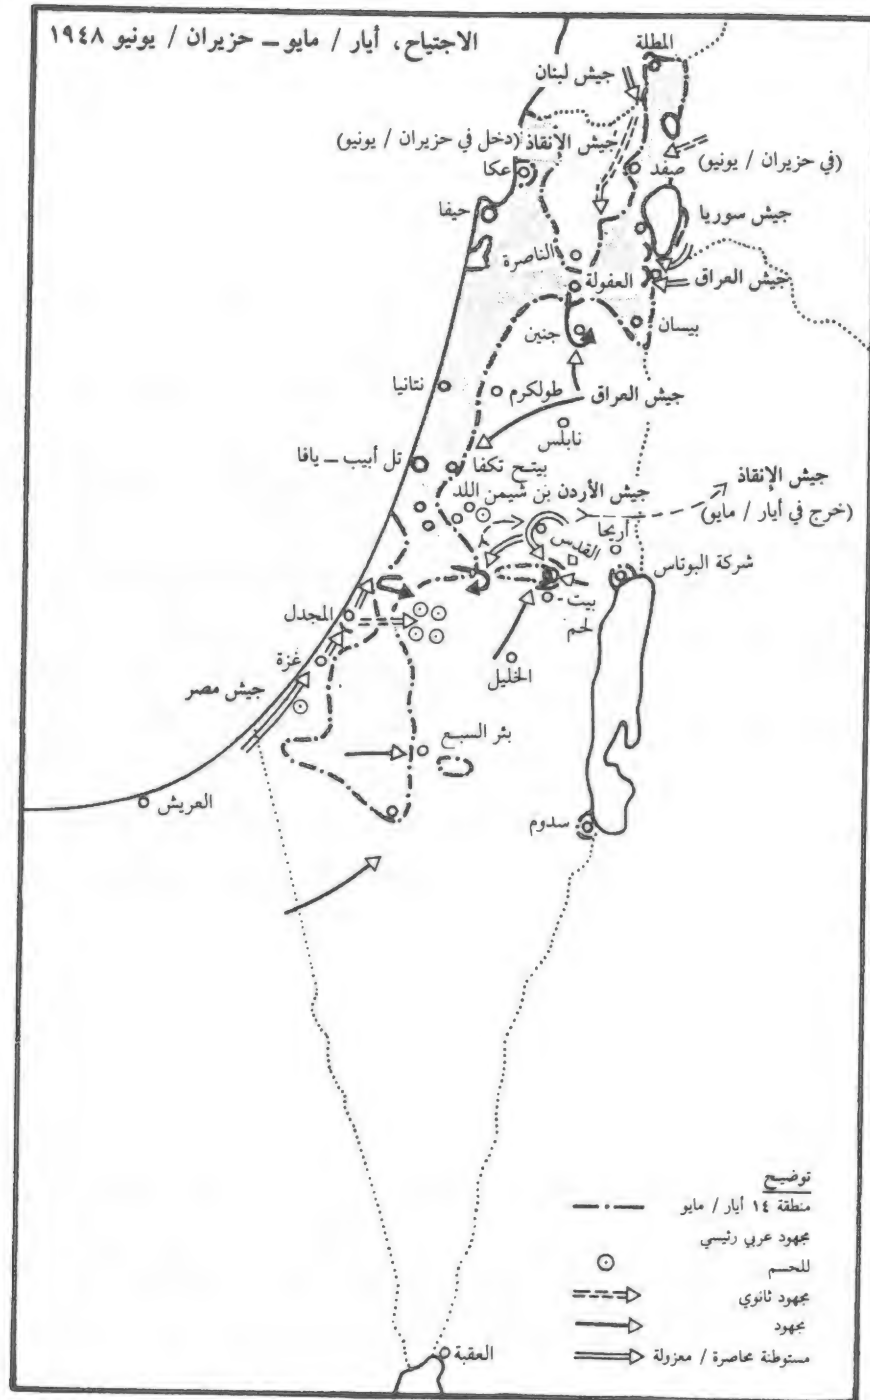 الاجتياح، أيار / مايو – حزيران / يونيو ١٩٤٨
المطلة
جيش لبنان
جيش الانقاذ (دخل في حزيران / يونيو)
(في حزيران / يونيو)
صفد
عكا
حيفا
جيش سوريا
الناصرة
العفولة
جيش العراق
بيسان
جنين
نتانيا
طولكرم
جيش العراق
نابلس
تل أبيب – يافا
بيتح تكفا
جيش الأردن بن شيمن اللد
جيش الإنقاذ
(خرج في أيار / مايو)
أريحا
القدس
شركة البوتاس
المجدل
بيت
لحم
غزة
الخليل
جيش مصر
بئر السبع
العريش
سدوم
توضيح
منطقة ١٤ أيار / مايو
مجهود عربي رئيسي
للحسم
مجهود ثانوي
مجهود
مستوطنة محاصرة / معزولة
العقبة